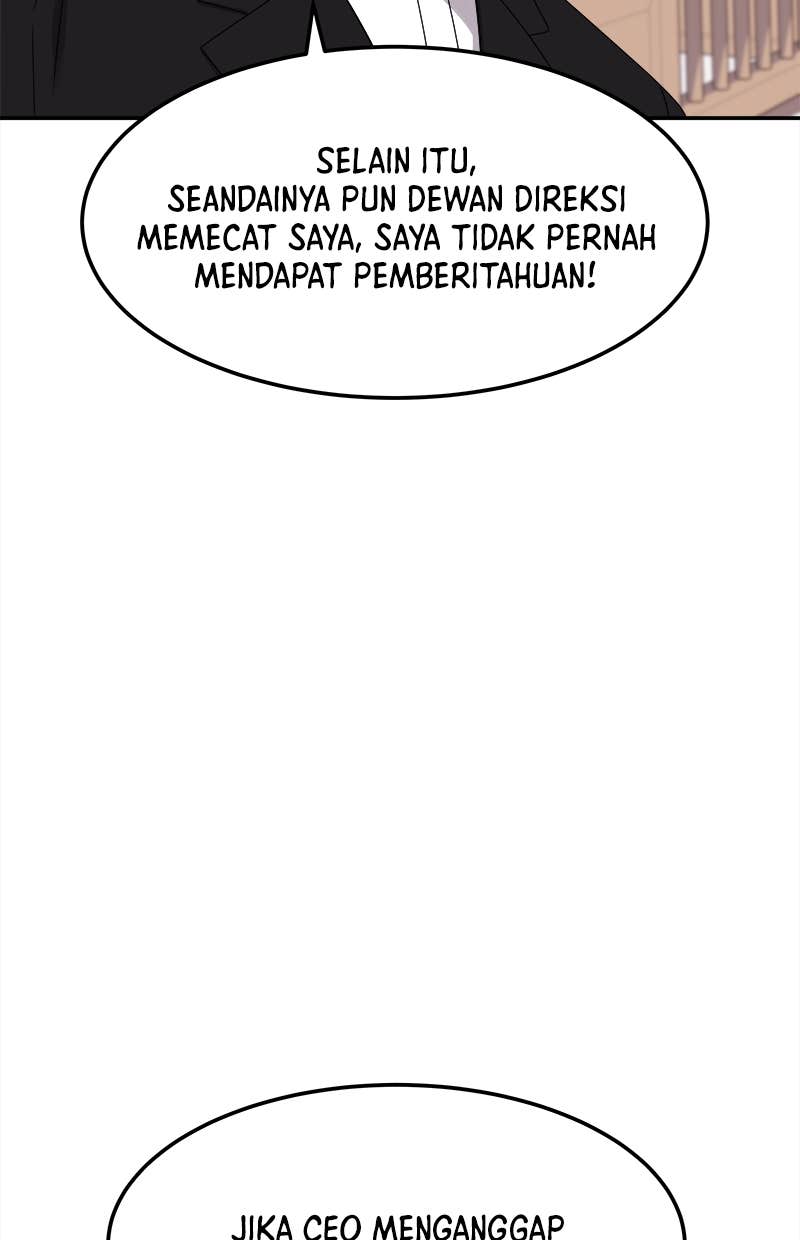 SELAIN ITU,
SEANDAINYA PUN DEWAN DIREKSI
MEMECAT SAYA, SAYA TIDAK PERNAH
MENDAPAT PEMBERITAHUAN!
JIKA CEO MENGANGGAP